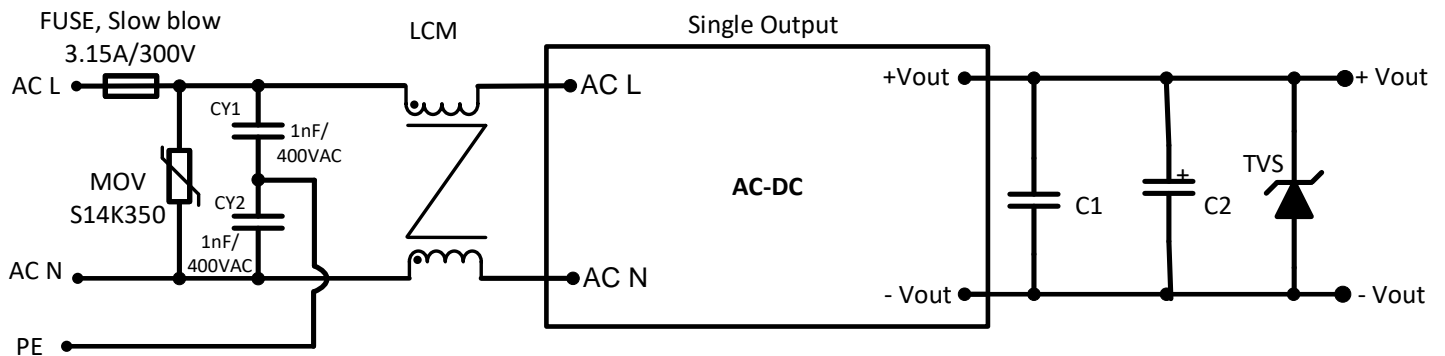 FUSE, Slow blow
3.15A/300V
LCM
Single Output
AC L
AC L
+Vout
+ Vout
CY1
1nF/
400VAC
MOV
S14K350
AC-DC
TVS
+
C1
C2
CY2
1nF/
400VAC
AC N
AC N
- Vout
- Vout
PE